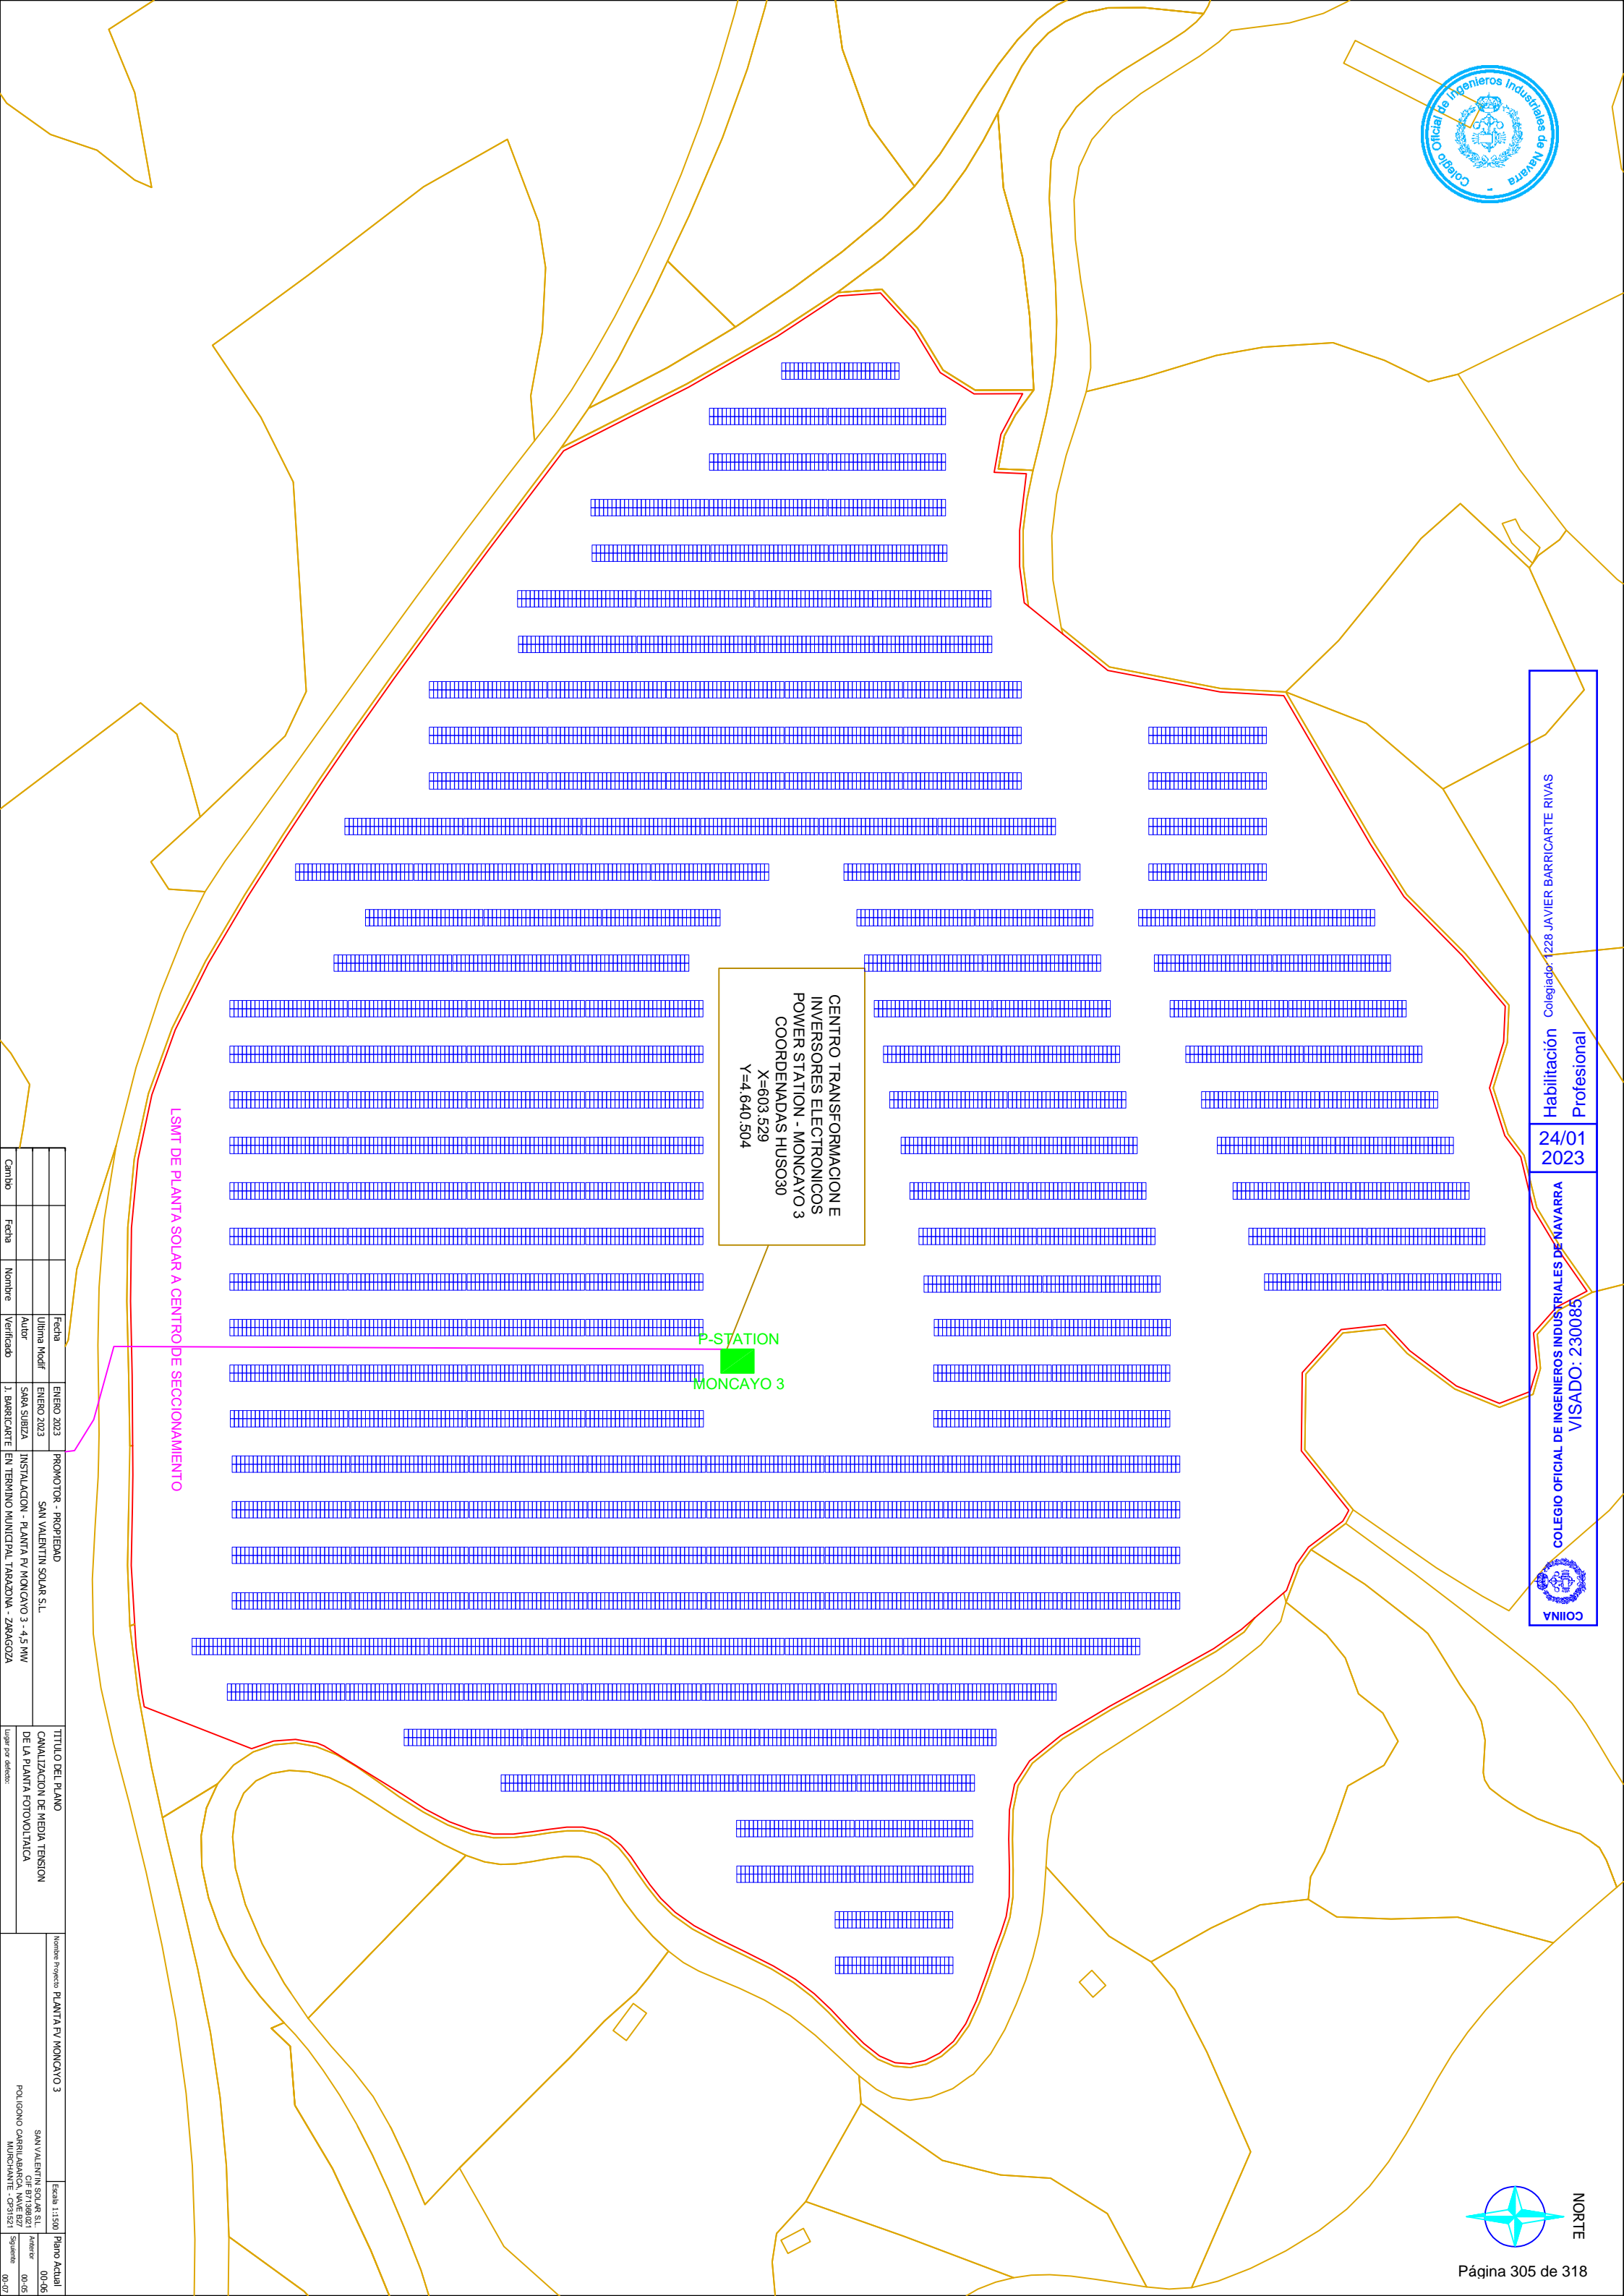 Colegio Oficial de Ingenieros Industriales de Navarra
Habilitación Colegiado: 1228 JAVIER BARRICARTE RIVAS
Profesional
24/01
2023
COLEGIO OFICIAL DE INGENIEROS INDUSTRIALES DE NAVARRA
VISADO: 230085
COIINA
CENTRO TRANSFORMACION E
INVERSORES ELECTRONICOS
POWER STATION - MONCAYO 3
COORDENADAS HUSO30
X=603.529
Y=4.640.504
P-STATION
MONCAYO 3
LSMT DE PLANTA SOLAR A CENTRO DE SECCIONAMIENTO
NORTE
Página 305 de 318
Cambio
Fecha
Nombre
Fecha
ENERO 2023
Ultima Modif
ENERO 2023
Autor
SARA SUBIZA
Verificado
J. BARRICARTE
PROMOTOR - PROPIEDAD
SAN VALENTIN SOLAR S.L.
INSTALACION - PLANTA FV MONCAYO 3 - 4,5 MW
EN TERMINO MUNICIPAL TARAZONA - ZARAGOZA
TITULO DEL PLANO
CANALIZACION DE MEDIA TENSION
DE LA PLANTA FOTOVOLTAICA
Lugar por defecto:
Nombre Proyecto PLANTA FV MONCAYO 3
SAN VALENTIN SOLAR S.L.
CIF B71398021
POLIGONO CARRILABARCA, NAVE B27
MURCHANTE - CP31521
Escala 1:1500
Plano Actual
00-06
Anterior 00-05
Siguiente 00-07